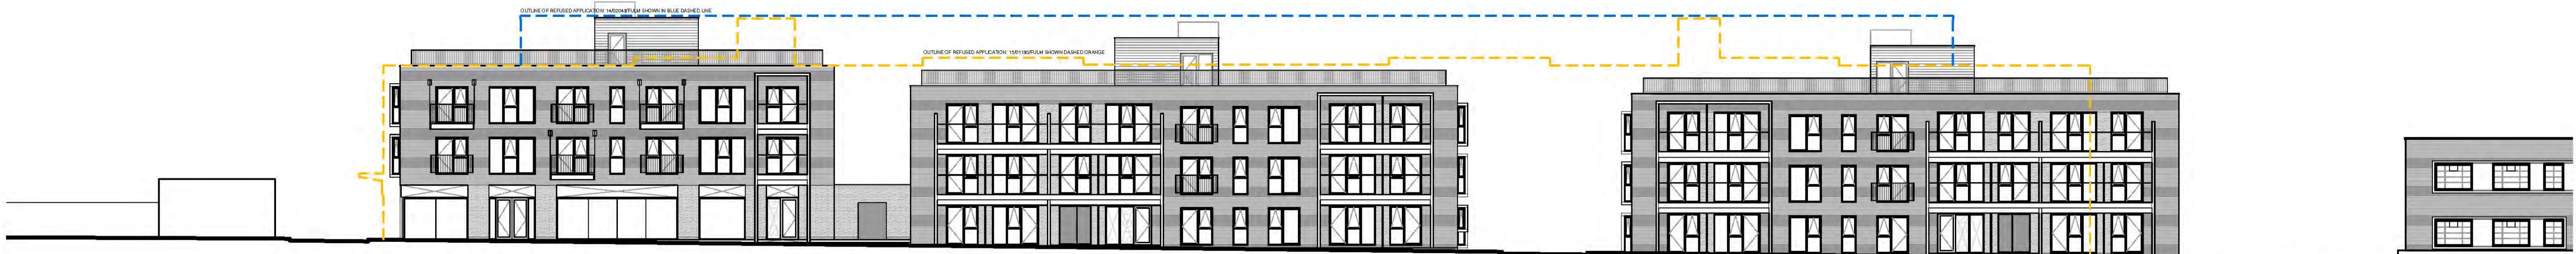 OUTLINE OF REFUSED APPLICATION: 14/02043/FULM SHOWN IN BLUE DASHED LINE
OUTLINE OF REFUSED APPLICATION: 15/01190/FULM SHOWN DASHED ORANGE